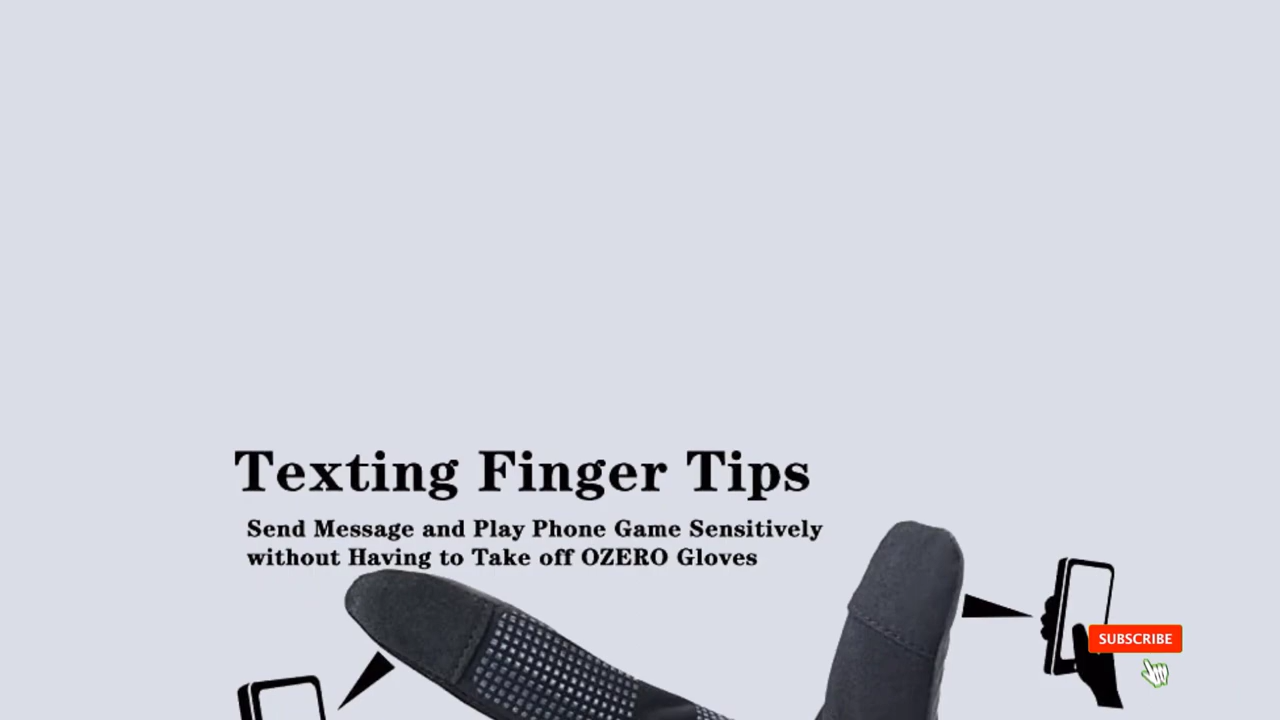 Texting Finger Tips
Send Message and Play Phone Game Sensitively
without Having to Take off OZERO Gloves
SUBSCRIBE